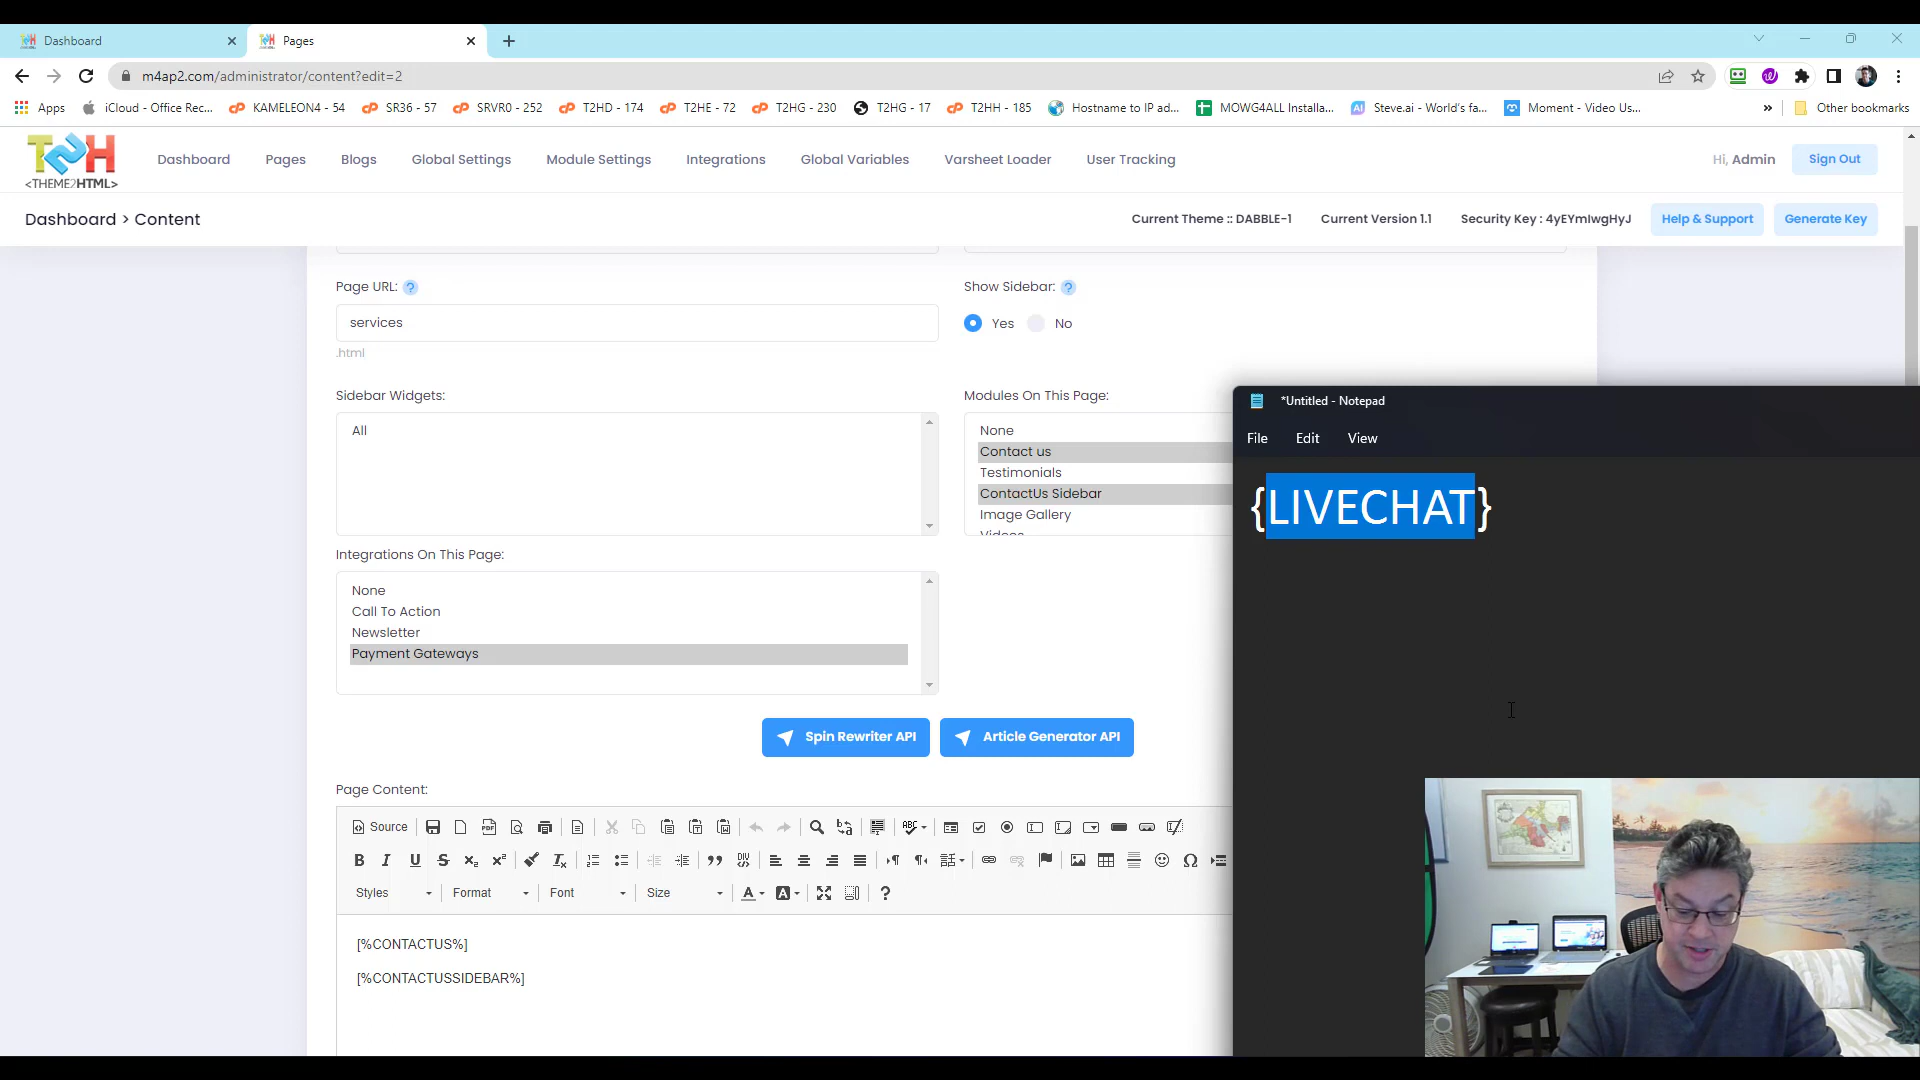 Dashboard
Pages
m4ap2.com/administrator/content?edit=2
Apps
iCloud - Office Rec...
KAMELEON4 - 54
SR36 - 57
SRVR0 - 252
T2HD - 174
T2HE - 72
T2HG - 230
T2HG - 17
T2HH - 185
Hostname to IP ad...
MOWG4ALL Installa...
Steve.ai - World's fa...
Moment - Video Us...
»
Other bookmarks
T2H
<THEME2HTML>
Dashboard
Pages
Blogs
Global Settings
Module Settings
Integrations
Global Variables
Varsheet Loader
User Tracking
Hi, Admin
Sign Out
Dashboard > Content
Current Theme :: DABBLE-1
Current Version 1.1
Security Key : 4yEYmIwgHyJ
Help & Support
Generate Key
Page URL: ?
services
.html
Show Sidebar: ?
Yes
No
Sidebar Widgets:
All
Modules On This Page:
None
Contact us
Testimonials
ContactUs Sidebar
Image Gallery
Videos
Integrations On This Page:
None
Call To Action
Newsletter
Payment Gateways
Spin Rewriter API
Article Generator API
Page Content:
Source
Styles
Format
Font
Size
[%CONTACTUS%]
[%CONTACTUSSIDEBAR%]
*Untitled - Notepad
File
Edit
View
{LIVECHAT}